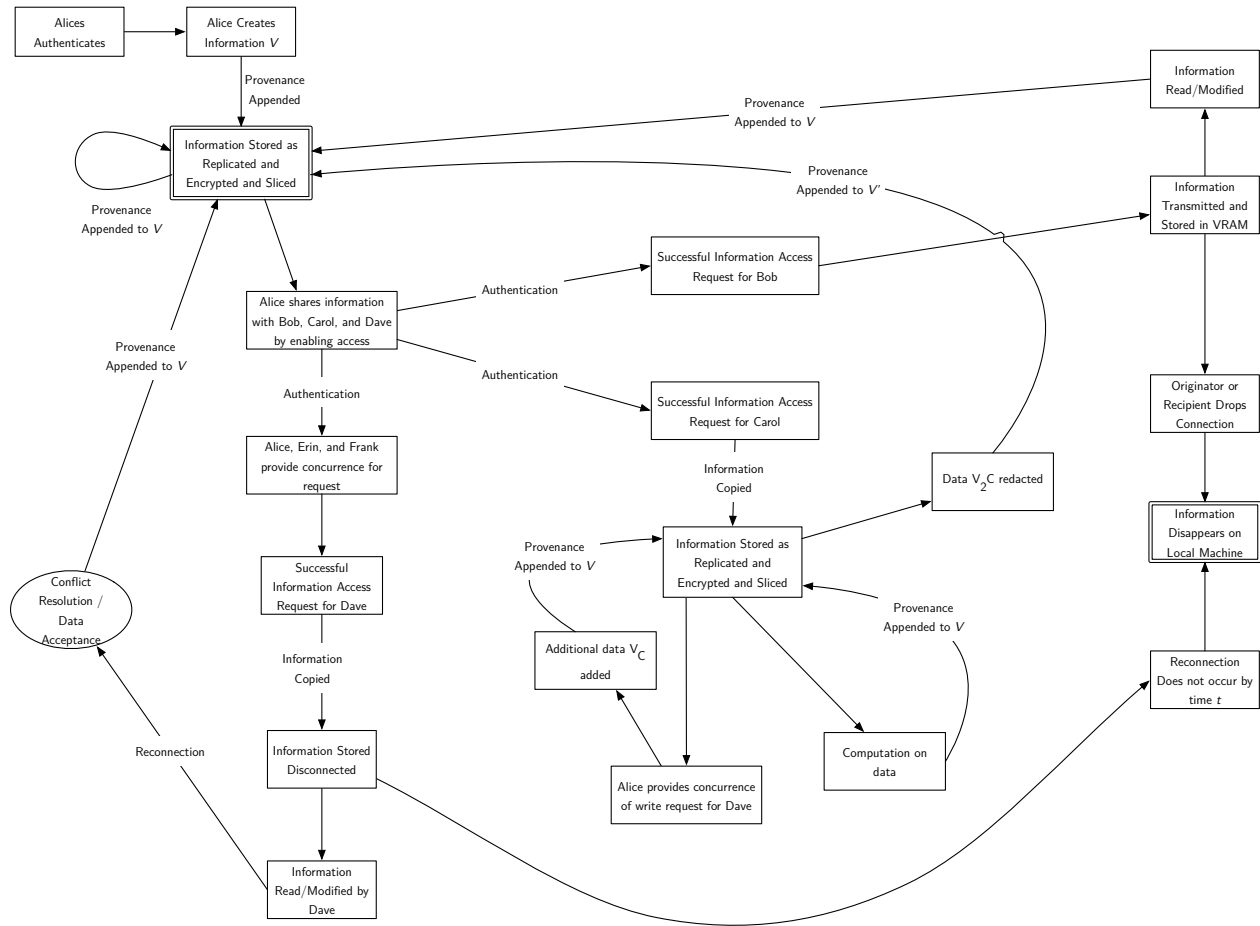 Alices
Authenticates
Alice Creates
Information V
Provenance
Appended
Information
Read/Modified
Provenance
Appended to V
Information Stored as
Replicated and
Encrypted and Sliced
Provenance
Appended to V
Provenance
Appended to V'
Information
Transmitted and
Stored in VRAM
Successful Information Access
Request for Bob
Authentication
Alice shares information
with Bob, Carol, and Dave
by enabling access
Provenance
Appended to V
Authentication
Authentication
Successful Information Access
Request for Carol
Originator or
Recipient Drops
Connection
Alice, Erin, and Frank
provide concurrence for
request
Information
Copied
Data V2C redacted
Information
Disappears on
Local Machine
Provenance
Appended to V
Information Stored as
Replicated and
Encrypted and Sliced
Successful
Information Access
Request for Dave
Conflict
Resolution /
Data
Acceptance
Provenance
Appended to V
Information
Copied
Additional data VC
added
Reconnection
Does not occur by
time t
Reconnection
Information Stored
Disconnected
Computation on
data
Alice provides concurrence
of write request for Dave
Information
Read/Modified by
Dave